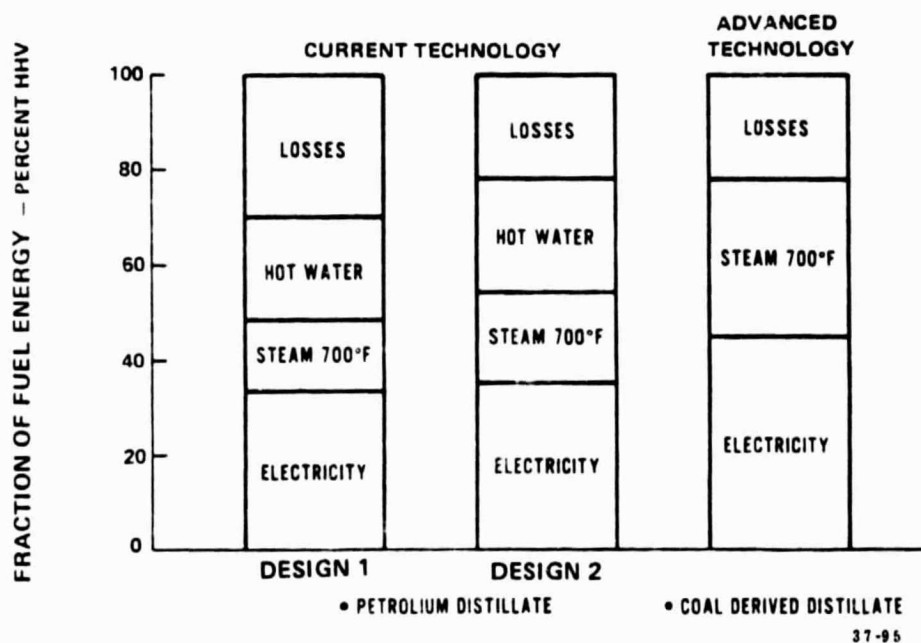 ADVANCED
CURRENT TECHNOLOGY
TECHNOLOGY
FRACTION OF FUEL ENERGY – PERCENT HHV
100
80
60
40
20
0
LOSSES
HOT WATER
STEAM 700°F
ELECTRICITY
LOSSES
HOT WATER
STEAM 700°F
ELECTRICITY
LOSSES
STEAM 700°F
ELECTRICITY
DESIGN 1
DESIGN 2
• PETROLIUM DISTILLATE
• COAL DERIVED DISTILLATE
37-95